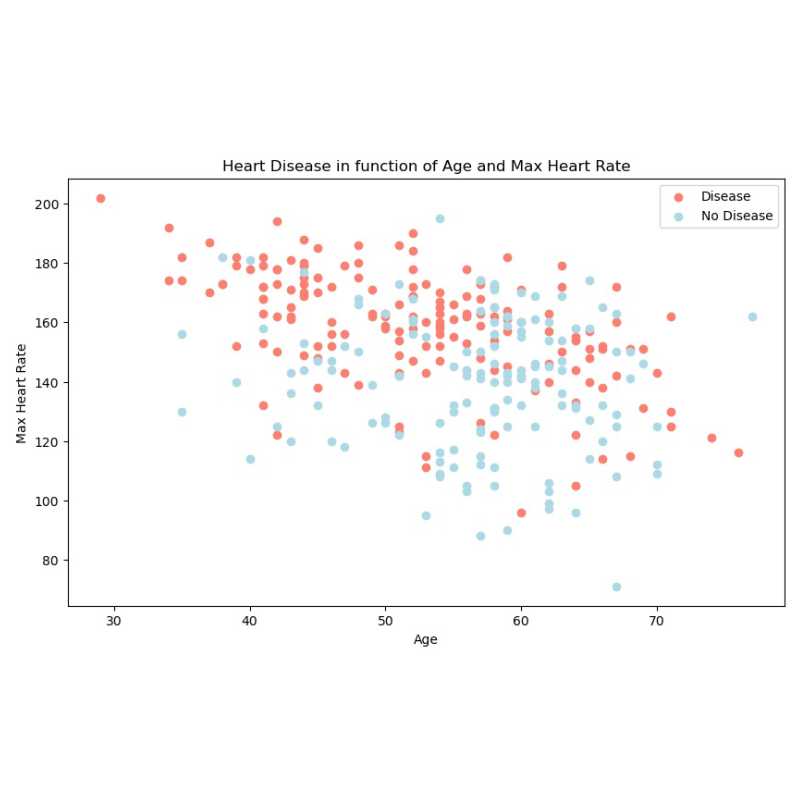 Heart Disease in function of Age and Max Heart Rate
Disease
No Disease
Max Heart Rate
200
180
160
140
120
100
80
30 40 50 60 70
Age